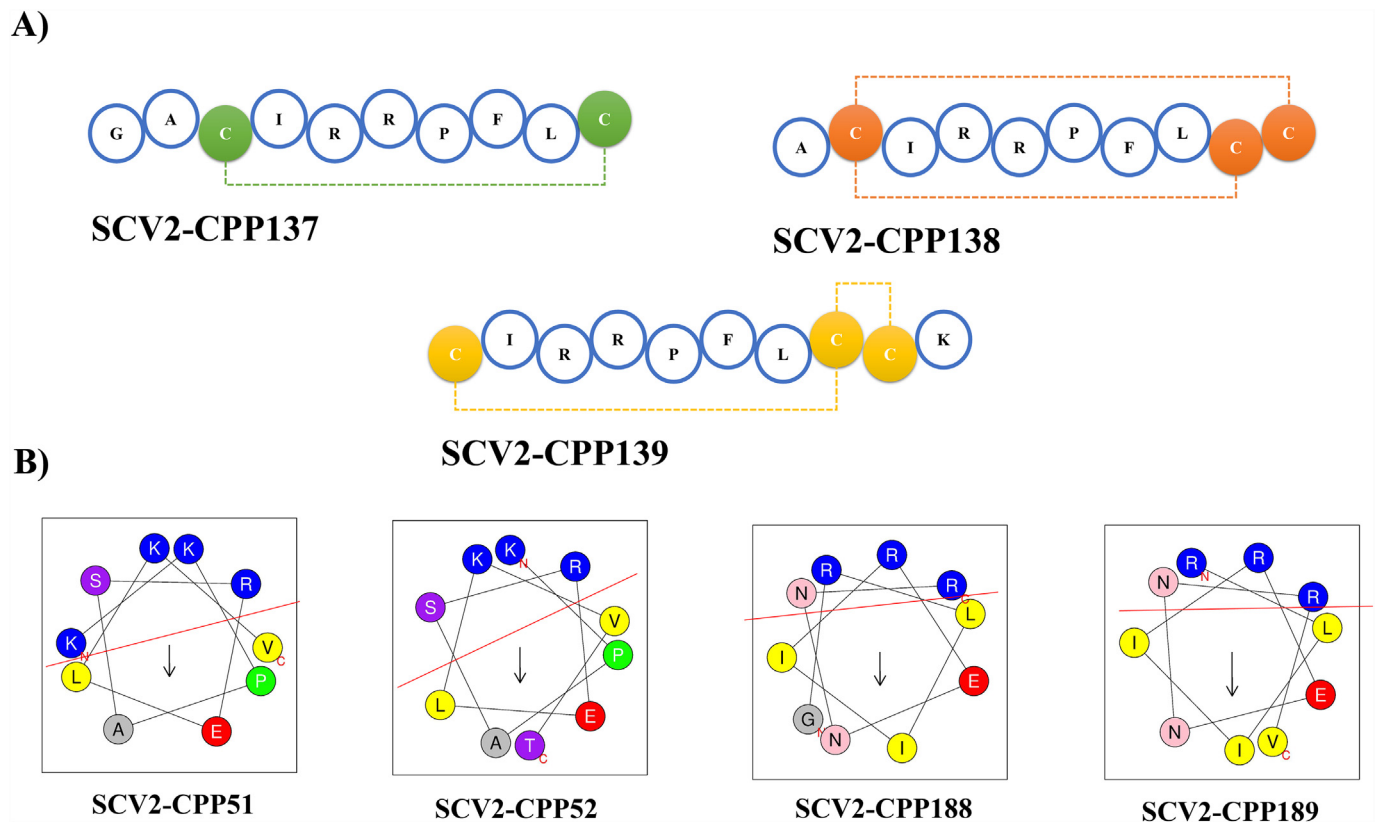 A)
G A C I R R P F L C
SCV2-CPP137
A C I R R P F L C C
SCV2-CPP138
C I R R P F L C C K
SCV2-CPP139
B)
K K S R K N L V C P A E
SCV2-CPP51
K K N R S V P L E A T C
SCV2-CPP52
R R N R C L I E G N N I
SCV2-CPP188
R N R N R L I E N I V C
SCV2-CPP189